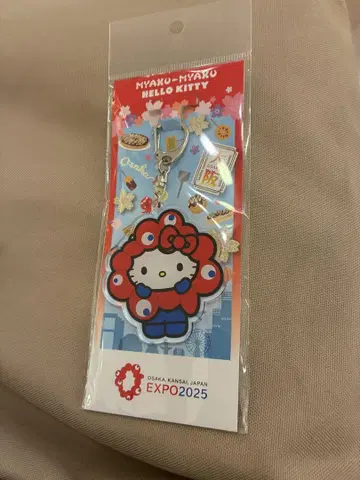 MYAKU-MYAKU
HELLO KITTY
Osaka
OSAKA, KANSAI, JAPAN
EXPO2025